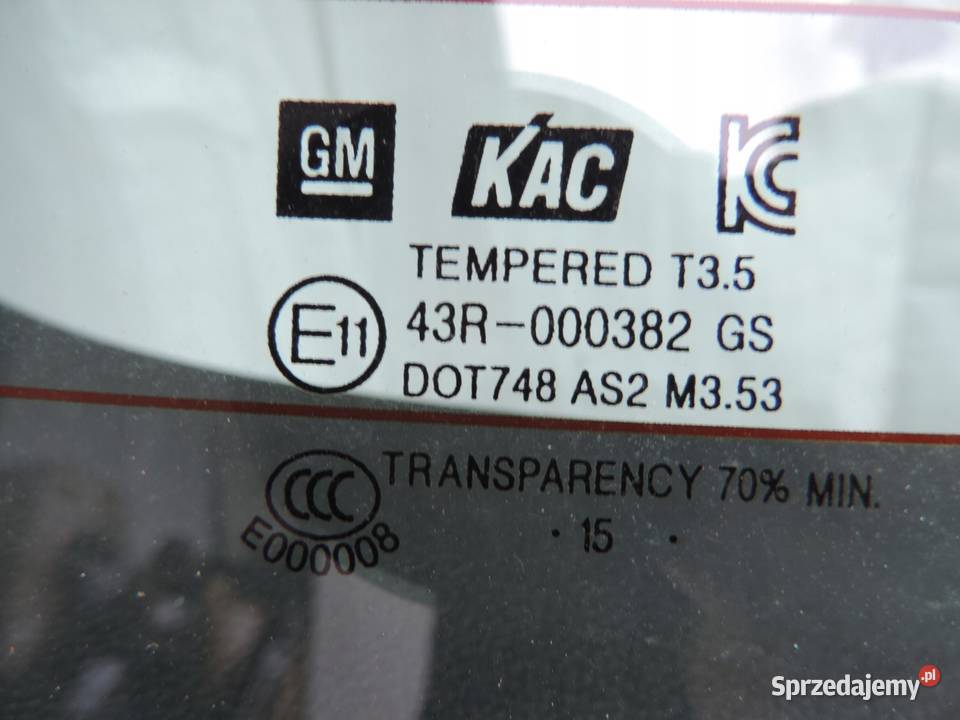 GM KAC KC
TEMPERED T3.5
E11 43R-000382 GS
DOT748 AS2 M3.53
CCC TRANSPARENCY 70% MIN.
E000008 · 15 ·
Sprzedajemy.pl